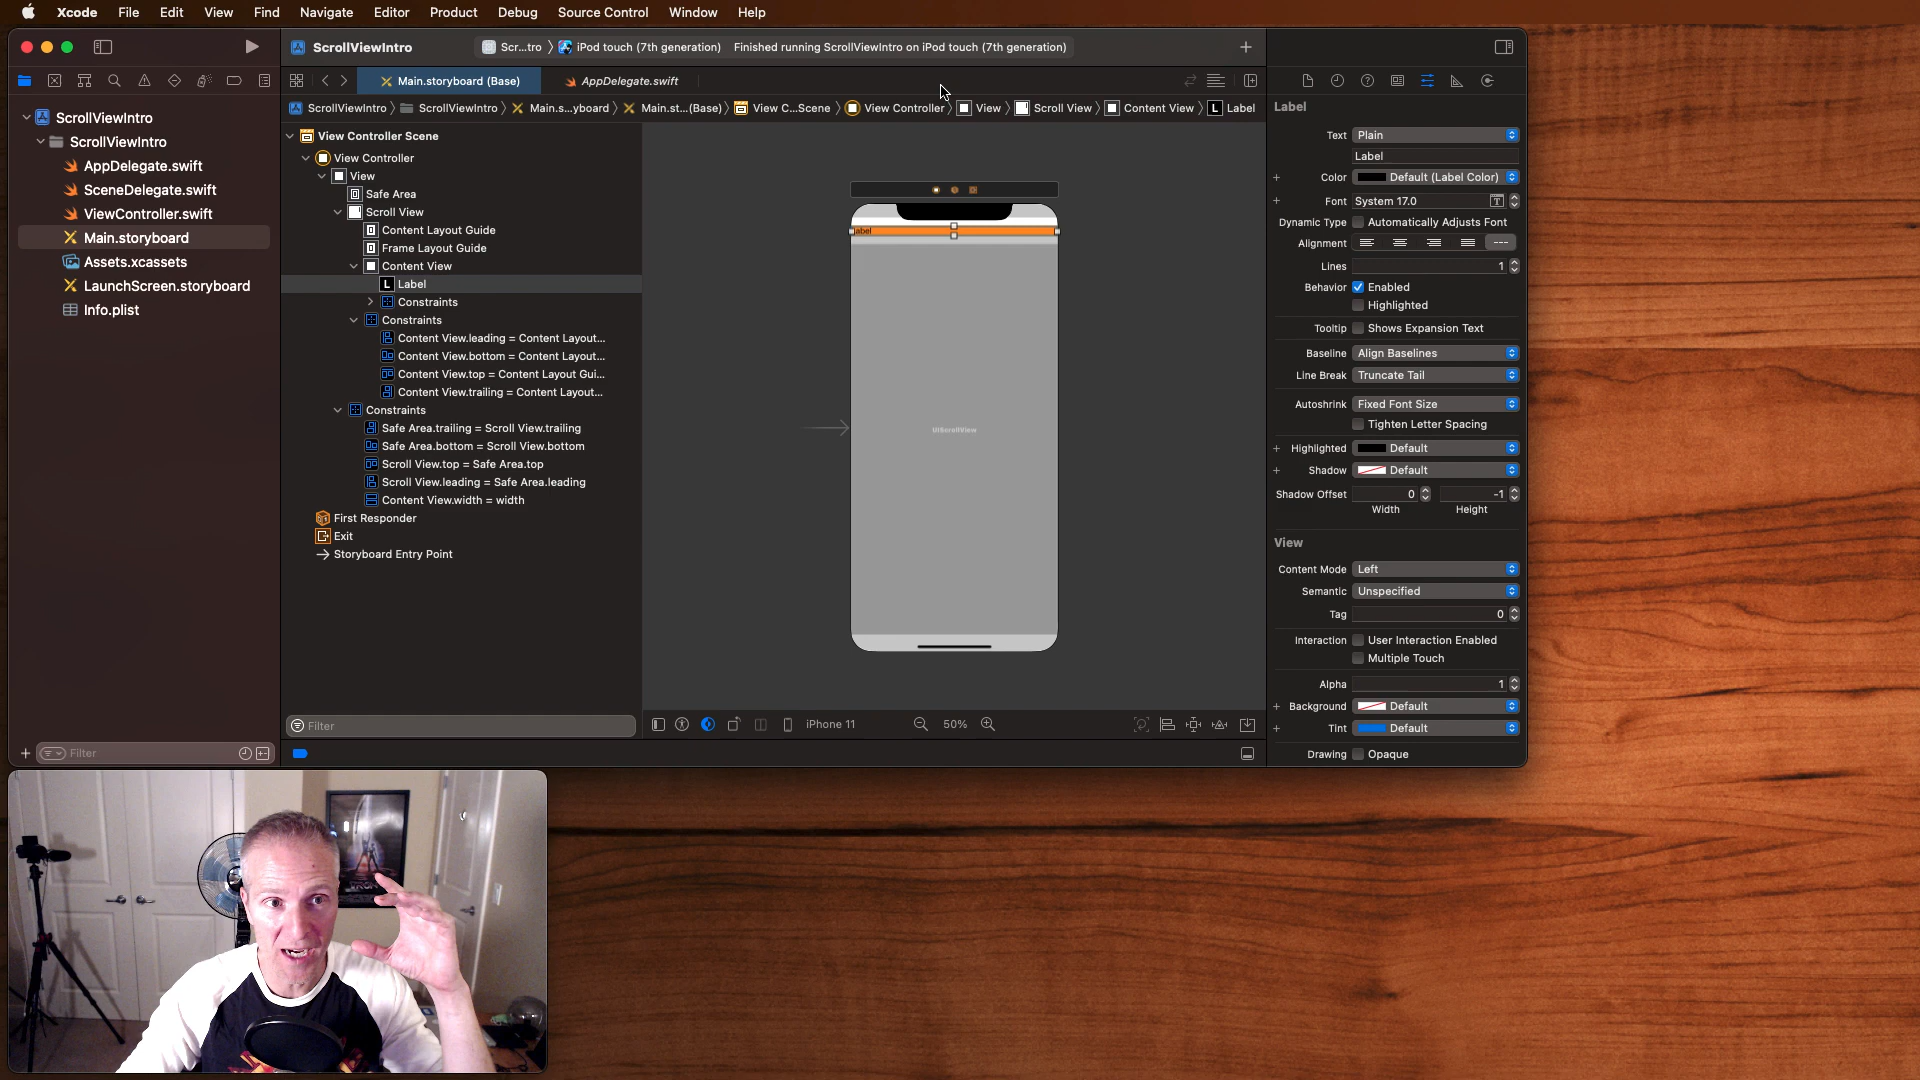 Xcode File Edit View Find Navigate Editor Product Debug Source Control Window Help
ScrollViewIntro
Scr...tro
iPod touch (7th generation)
Finished running ScrollViewIntro on iPod touch (7th generation)
Main.storyboard (Base)
AppDelegate.swift
ScrollViewIntro
ScrollViewIntro
Main.s...yboard
Main.st...(Base)
View C...Scene
View Controller
View
Scroll View
Content View
L Label
ScrollViewIntro
ScrollViewIntro
AppDelegate.swift
SceneDelegate.swift
ViewController.swift
Main.storyboard
Assets.xcassets
LaunchScreen.storyboard
Info.plist
Filter
View Controller Scene
View Controller
View
Safe Area
Scroll View
Content Layout Guide
Frame Layout Guide
Content View
L Label
Constraints
Constraints
Content View.leading = Content Layout...
Content View.bottom = Content Layout...
Content View.top = Content Layout Gui...
Content View.trailing = Content Layout...
Constraints
Safe Area.trailing = Scroll View.trailing
Safe Area.bottom = Scroll View.bottom
Scroll View.top = Safe Area.top
Scroll View.leading = Safe Area.leading
Content View.width = width
First Responder
Exit
Storyboard Entry Point
Filter
Label
UIScrollView
iPhone 11
50%
Label
Text Plain
Label
Color Default (Label Color)
Font System 17.0
Dynamic Type Automatically Adjusts Font
Alignment
Lines 1
Behavior Enabled
Highlighted
Tooltip Shows Expansion Text
Baseline Align Baselines
Line Break Truncate Tail
Autoshrink Fixed Font Size
Tighten Letter Spacing
Highlighted Default
Shadow Default
Shadow Offset 0 -1
Width Height
View
Content Mode Left
Semantic Unspecified
Tag 0
Interaction User Interaction Enabled
Multiple Touch
Alpha 1
Background Default
Tint Default
Drawing Opaque